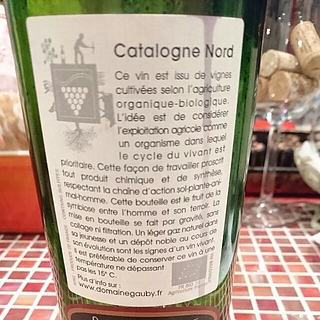 Catalogne Nord
Ce vin est issu de vignes
cultivées selon l'agriculture
organique-biologique.
L'idée est de considérer
l'exploitation agricole comme
un organisme dans lequel
le cycle du vivant est
prioritaire. Cette façon de travailler proscrit
tout produit chimique et de synthèse,
respectant la chaîne d'action sol-plante-ani-
mal-homme. Cette bouteille est le fruit de la
symbiose entre l'homme et son terroir. La
mise en bouteille se fait par gravité, sans
collage ni filtration. Un léger gaz naturel dans
sa jeunesse et un dépôt noble au cours de
son évolution sont les signes d'un vin vivant.
Il est préférable de conserver ce vin à une
température ne dépassant
pas les 15° C.
Plus d'info sur :
www.domainegauby.fr